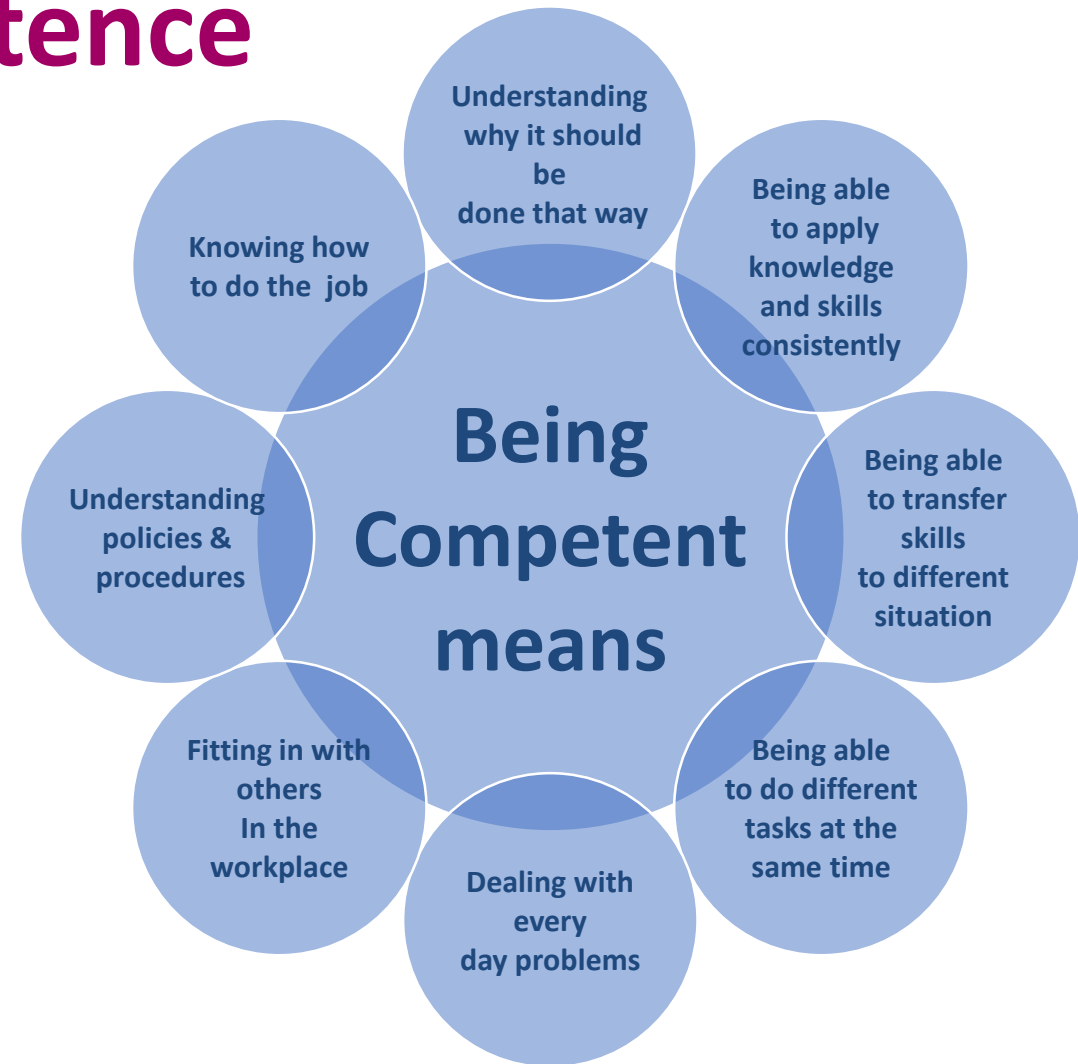 tence
Understanding
why it should
be
done that way
Being able
to apply
knowledge
and skills
consistently
Being able
to transfer
skills
to different
situation
Being able
to do different
tasks at the
same time
Dealing with
every
day problems
Fitting in with
others
In the
workplace
Understanding
policies &
procedures
Knowing how
to do the job
Being
Competent
means